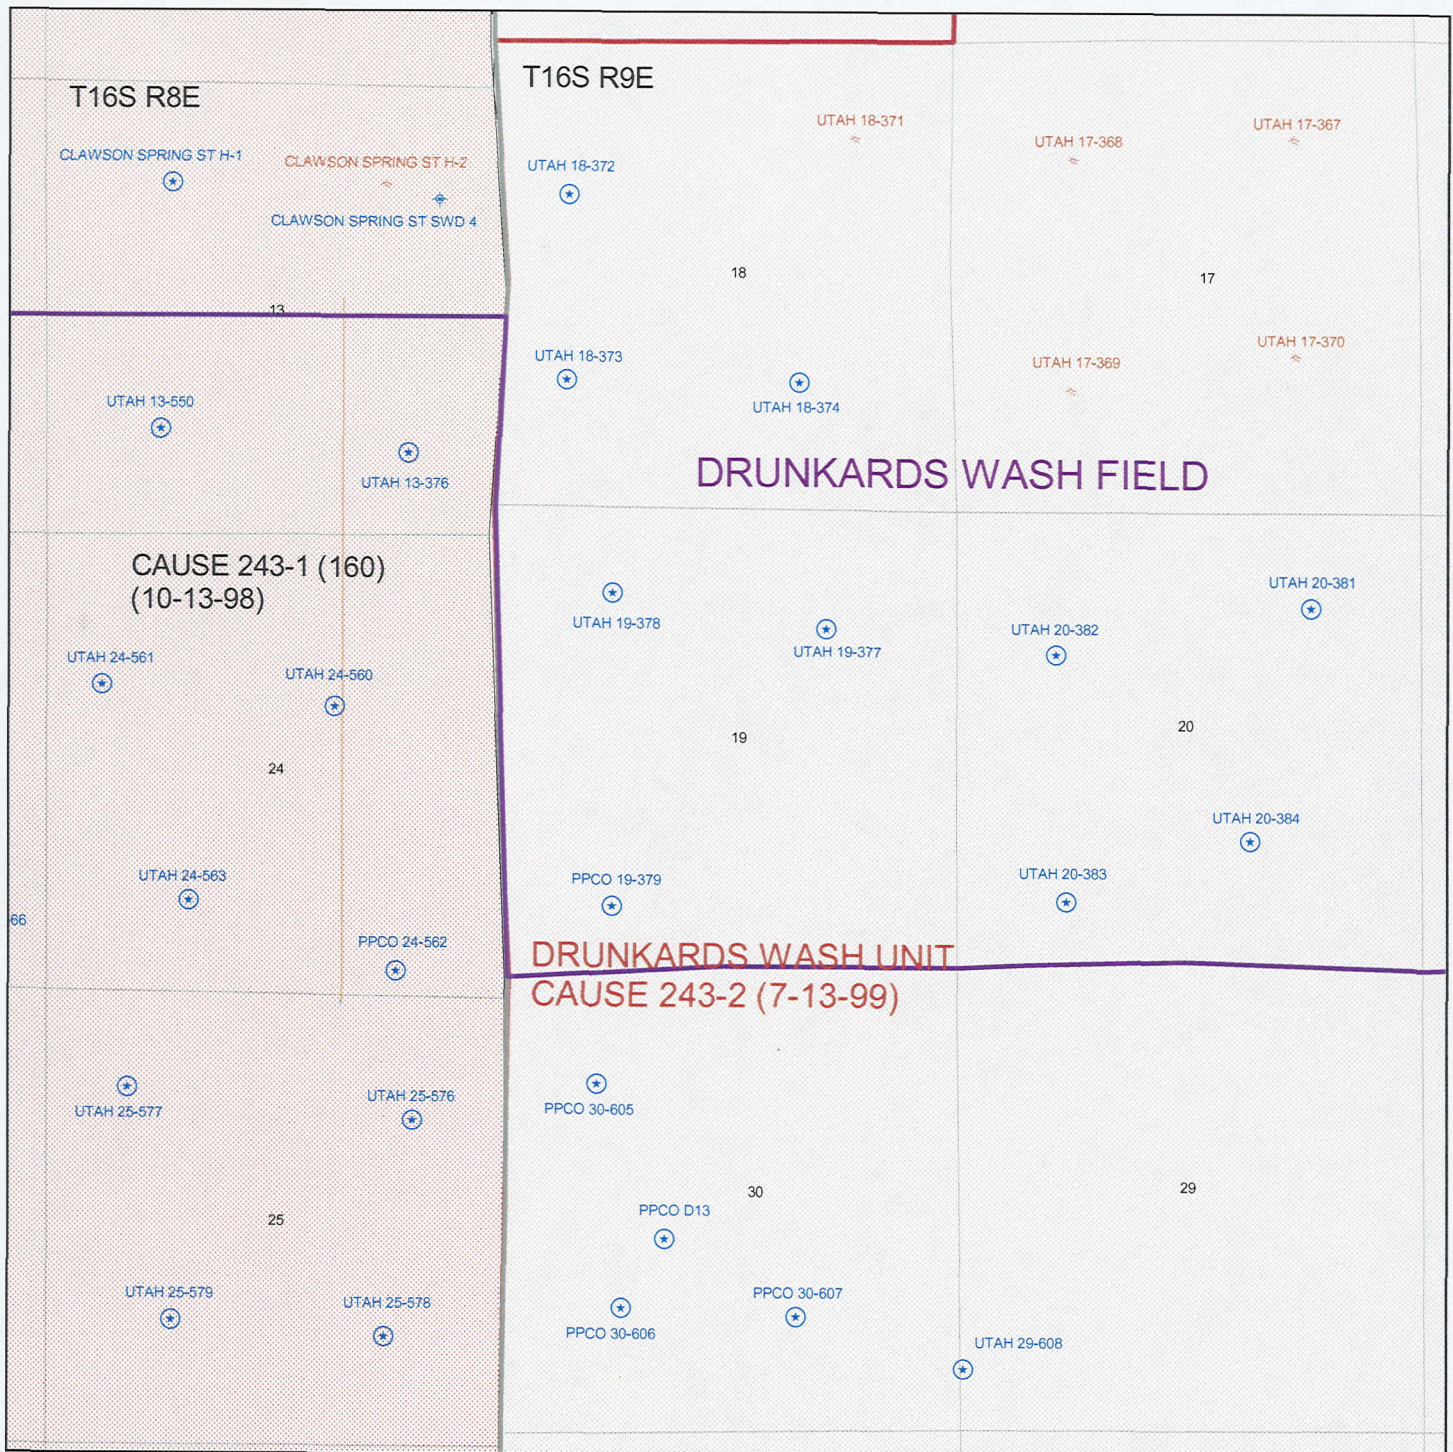 T16S R8E
T16S R9E
UTAH 18-371
UTAH 17-368
UTAH 17-367
CLAWSON SPRING ST H-1
CLAWSON SPRING ST H-2
UTAH 18-372
CLAWSON SPRING ST SWD 4
18
17
13
UTAH 18-373
UTAH 17-369
UTAH 17-370
UTAH 13-550
UTAH 18-374
UTAH 13-376
DRUNKARDS WASH FIELD
CAUSE 243-1 (160)
(10-13-98)
UTAH 19-378
UTAH 19-377
UTAH 20-382
UTAH 20-381
UTAH 24-561
UTAH 24-560
24
19
20
UTAH 20-384
UTAH 24-563
PPCO 19-379
UTAH 20-383
66
PPCO 24-562
DRUNKARDS WASH UNIT
CAUSE 243-2 (7-13-99)
UTAH 25-577
UTAH 25-576
PPCO 30-605
30
29
25
PPCO D13
UTAH 25-579
UTAH 25-578
PPCO 30-607
PPCO 30-606
UTAH 29-608